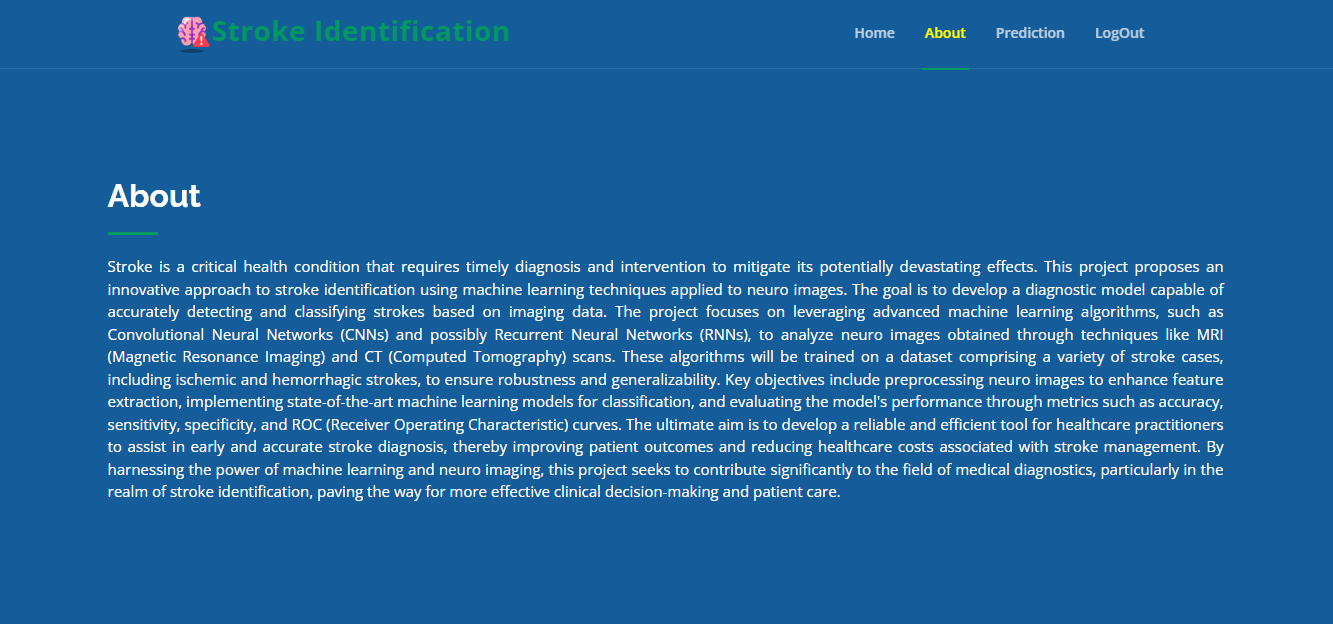 Stroke Identification
Home About Prediction LogOut
About
Stroke is a critical health condition that requires timely diagnosis and intervention to mitigate its potentially devastating effects. This project proposes an
innovative approach to stroke identification using machine learning techniques applied to neuro images. The goal is to develop a diagnostic model capable of
accurately detecting and classifying strokes based on imaging data. The project focuses on leveraging advanced machine learning algorithms, such as
Convolutional Neural Networks (CNNs) and possibly Recurrent Neural Networks (RNNs), to analyze neuro images obtained through techniques like MRI
(Magnetic Resonance Imaging) and CT (Computed Tomography) scans. These algorithms will be trained on a dataset comprising a variety of stroke cases,
including ischemic and hemorrhagic strokes, to ensure robustness and generalizability. Key objectives include preprocessing neuro images to enhance feature
extraction, implementing state-of-the-art machine learning models for classification, and evaluating the model's performance through metrics such as accuracy,
sensitivity, specificity, and ROC (Receiver Operating Characteristic) curves. The ultimate aim is to develop a reliable and efficient tool for healthcare practitioners
to assist in early and accurate stroke diagnosis, thereby improving patient outcomes and reducing healthcare costs associated with stroke management. By
harnessing the power of machine learning and neuro imaging, this project seeks to contribute significantly to the field of medical diagnostics, particularly in the
realm of stroke identification, paving the way for more effective clinical decision-making and patient care.